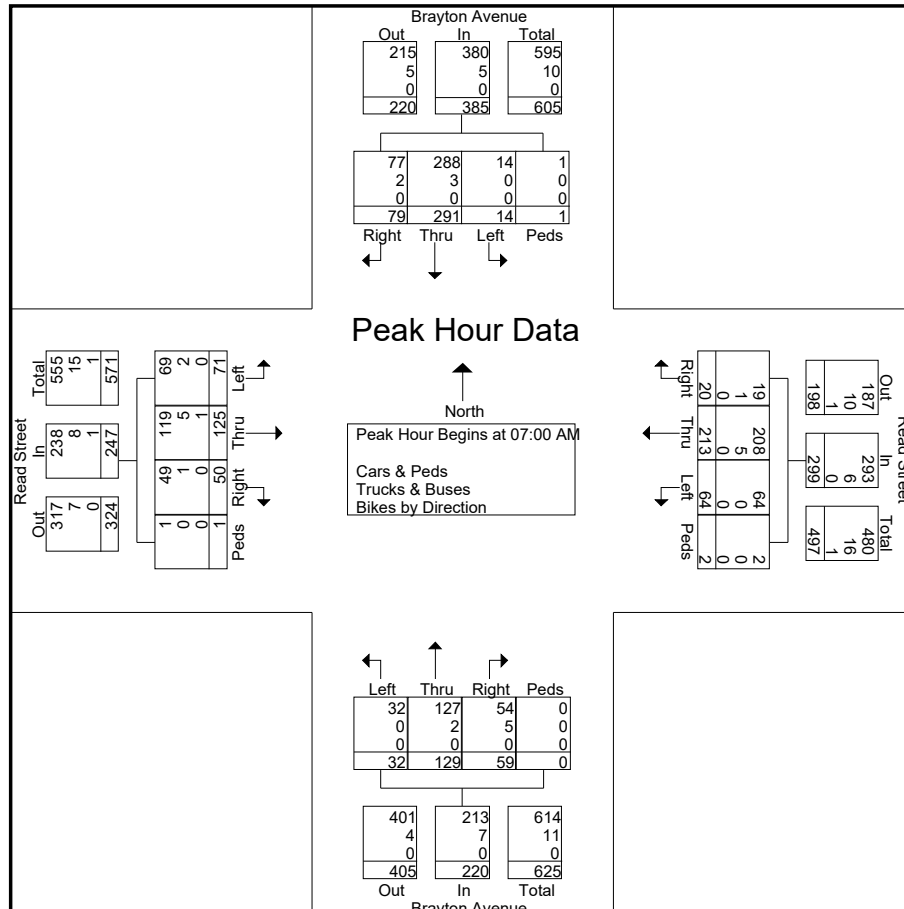 Brayton Avenue
Out In Total
215 380 595
5 5 10
0 0 0
220 385 605
77 288 14 1
2 3 0 0
0 0 0 0
79 291 14 1
Right Thru Left Peds
Peak Hour Data
North
Peak Hour Begins at 07:00 AM
Cars & Peds
Trucks & Buses
Bikes by Direction
Read Street
Total In Out
555 238 317
15 8 7
1 1 0
571 247 324
69 119 49 1
2 5 1 0
0 1 0 0
71 125 50 1
Left Thru Right Peds
Right Thru Left Peds
19 208 64 2
1 5 0 0
0 0 0 0
20 213 64 2
Out In Total
187 293 480
10 6 16
1 0 1
198 299 497
Read Street
Left Thru Right Peds
32 127 54 0
0 2 5 0
0 0 0 0
32 129 59 0
401 213 614
4 7 11
0 0 0
405 220 625
Out In Total
Brayton Avenue